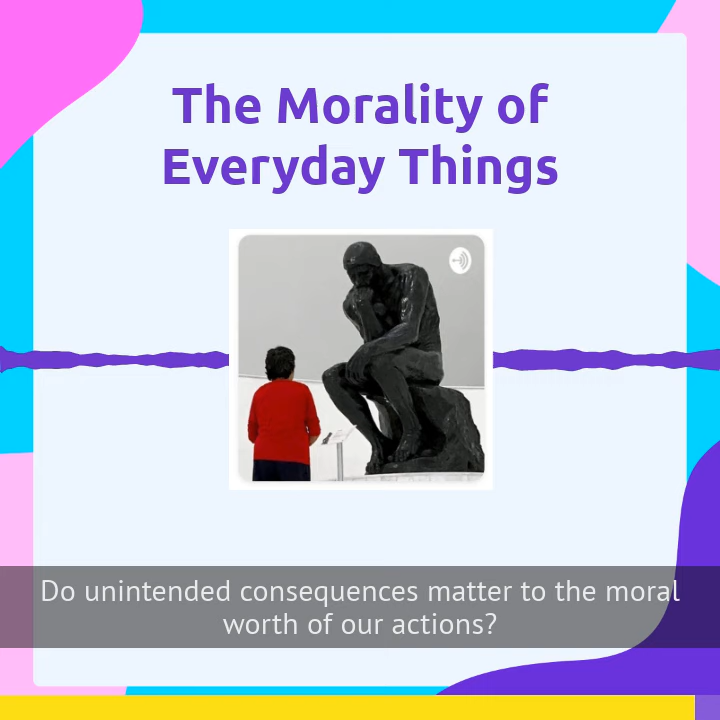 The Morality of
Everyday Things
Do unintended consequences matter to the moral
worth of our actions?